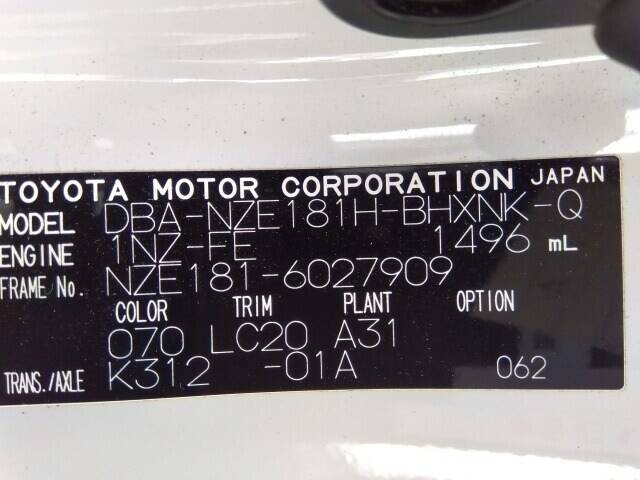 TOYOTA MOTOR CORPORATION JAPAN
MODEL DBA-NZE181H-BHXNK-Q
ENGINE 1NZ-FE 1496 mL
FRAME No. NZE181-6027909
COLOR TRIM PLANT OPTION
070 LC20 A31
TRANS./AXLE K312 -01A 062